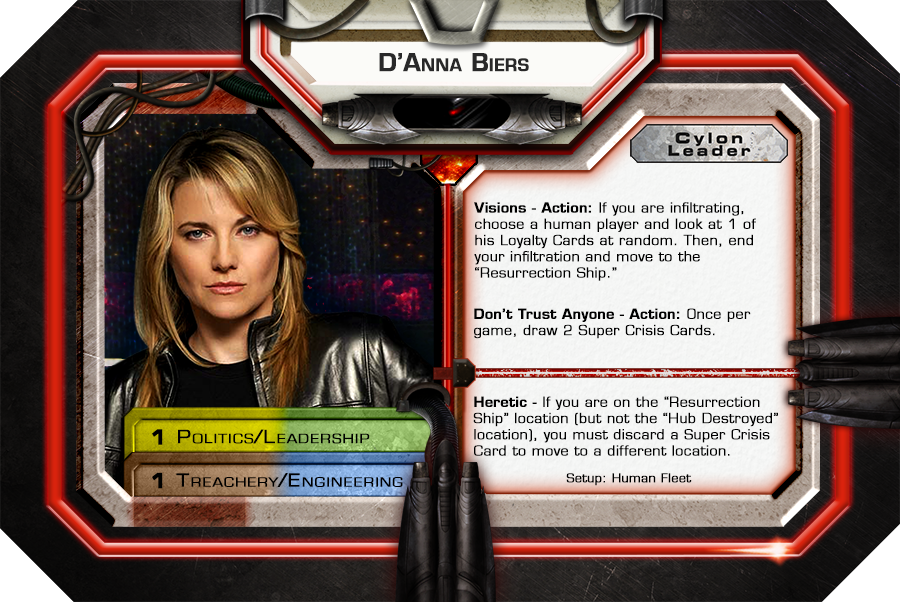 D'Anna Biers
Cylon
Leader
Visions - Action: If you are infiltrating,
choose a human player and look at 1 of
his Loyalty Cards at random. Then, end
your infiltration and move to the
"Resurrection Ship."
Don't Trust Anyone - Action: Once per
game, draw 2 Super Crisis Cards.
Heretic - If you are on the "Resurrection
Ship" location (but not the "Hub Destroyed"
location), you must discard a Super Crisis
Card to move to a different location.
Setup: Human Fleet
1 Politics/Leadership
1 Treachery/Engineering